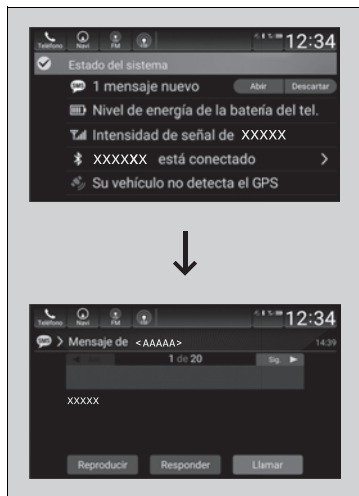 Teléfono Navi FM 12:34
Estado del sistema
SMS 1 mensaje nuevo Abrir Descartar
Nivel de energía de la batería del tel.
Intensidad de señal de XXXXX
XXXXXX está conectado >
Su vehículo no detecta el GPS
Teléfono Navi FM 12:34
SMS > Mensaje de <AAAAA> 14:39
1 de 20 Sig.
XXXXX
Reproducir Responder Llamar